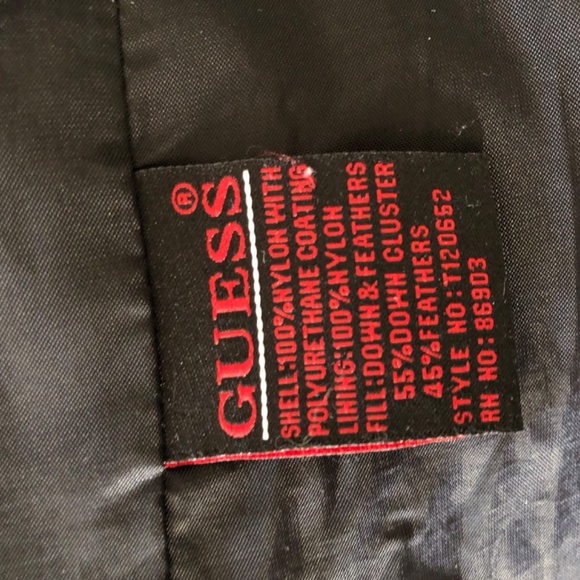 GUESS®
SHELL:100%NYLON WITH
POLYURETHANE COATING
LINING:100%NYLON
FILL:DOWN & FEATHERS
55%DOWN CLUSTER
45%FEATHERS
STYLE NO:T120652
RN NO:86903